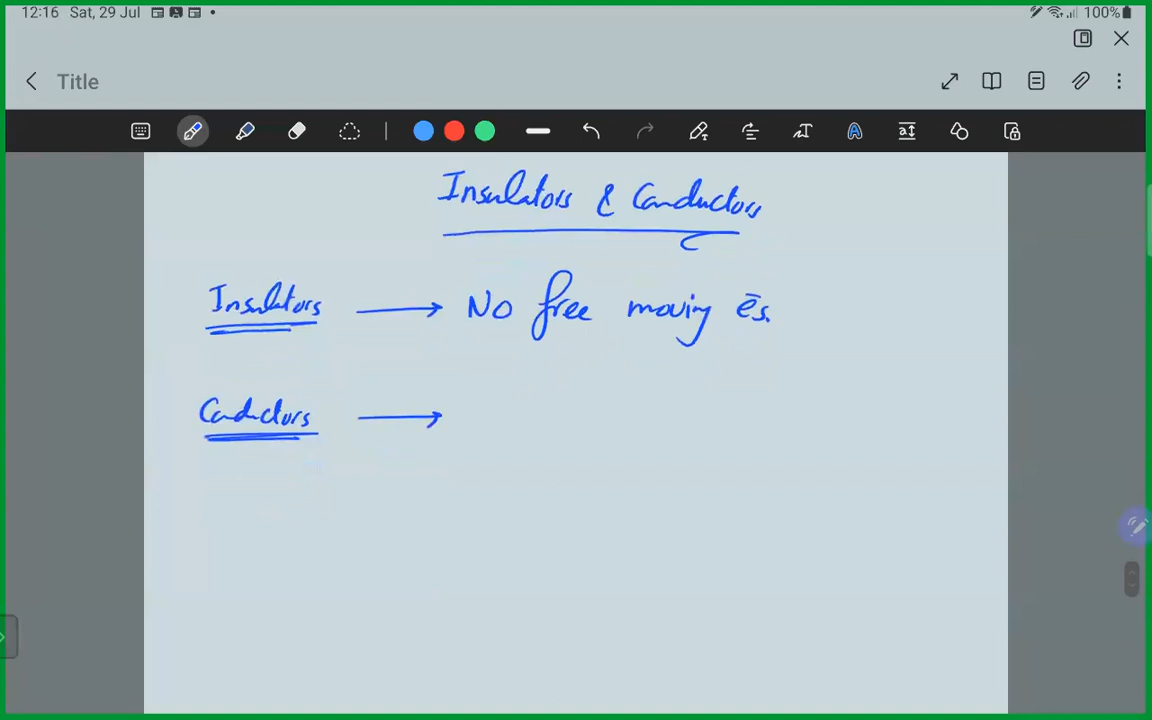 12:16 Sat, 29 Jul 100%
Title
Insulators & Conductors
Insulators → No free moving ēs.
Conductors →